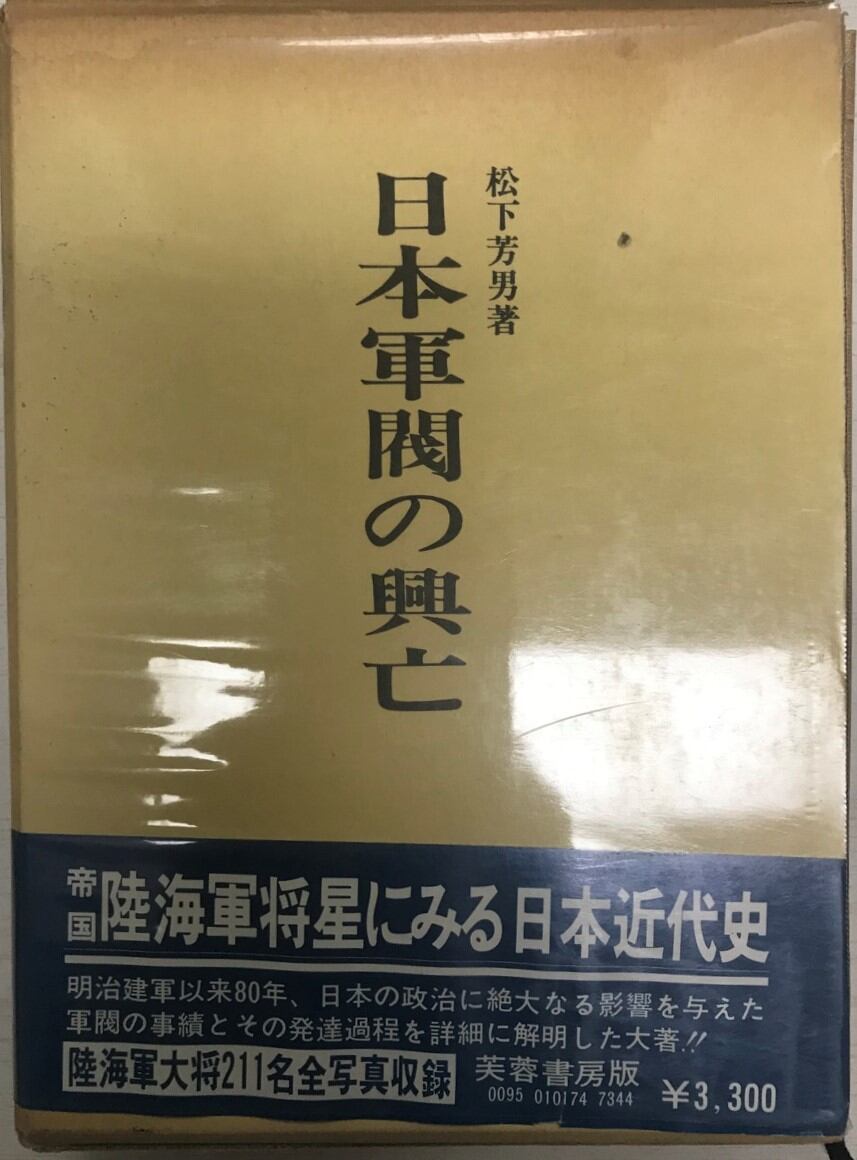 松下芳男著
日本軍閥の興亡
帝国陸海軍将星にみる日本近代史
明治建軍以来80年、日本の政治に絶大なる影響を与えた
軍閥の事績とその発達過程を詳細に解明した大著!!
陸海軍大将211名全写真収録
芙蓉書房版
0095 010174 7344
¥3,300